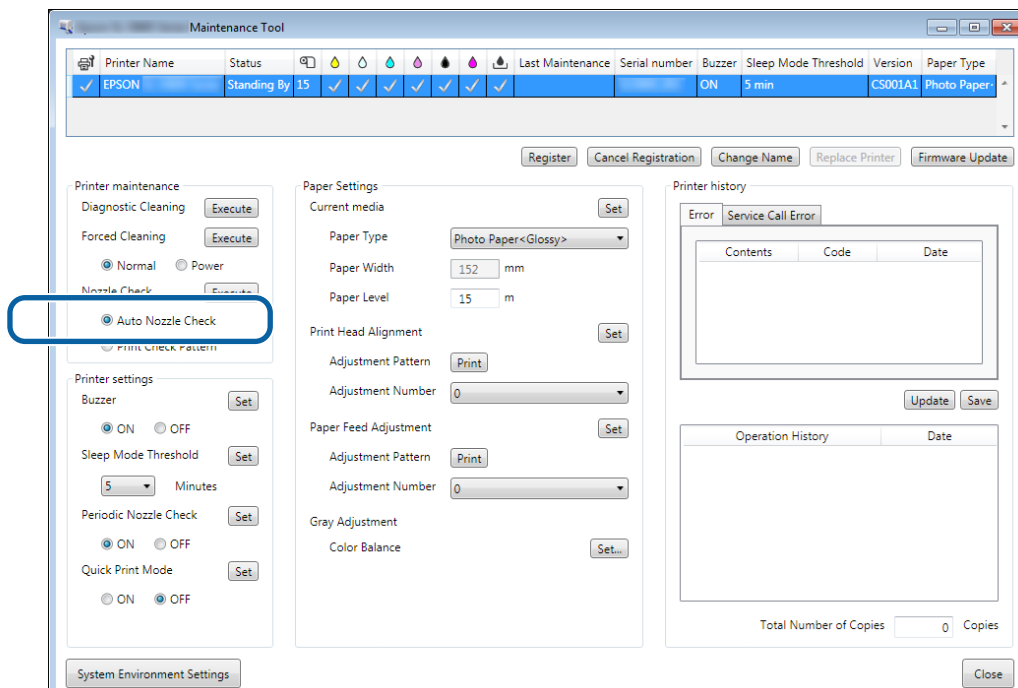 Maintenance Tool
Printer Name Status Last Maintenance Serial number Buzzer Sleep Mode Threshold Version Paper Type
EPSON Standing By 15 ON 5 min CS001A1 Photo Paper
Register Cancel Registration Change Name Replace Printer Firmware Update
Printer maintenance
Diagnostic Cleaning Execute
Forced Cleaning Execute
Normal Power
Nozzle Check Execute
Auto Nozzle Check
Print Check Pattern
Printer settings
Buzzer Set
ON OFF
Sleep Mode Threshold Set
5 Minutes
Periodic Nozzle Check Set
ON OFF
Quick Print Mode Set
ON OFF
Paper Settings
Current media Set
Paper Type Photo Paper<Glossy>
Paper Width 152 mm
Paper Level 15 m
Print Head Alignment Set
Adjustment Pattern Print
Adjustment Number 0
Paper Feed Adjustment Set
Adjustment Pattern Print
Adjustment Number 0
Gray Adjustment
Color Balance Set...
Printer history
Error Service Call Error
Contents Code Date
Update Save
Operation History Date
Total Number of Copies 0 Copies
System Environment Settings Close